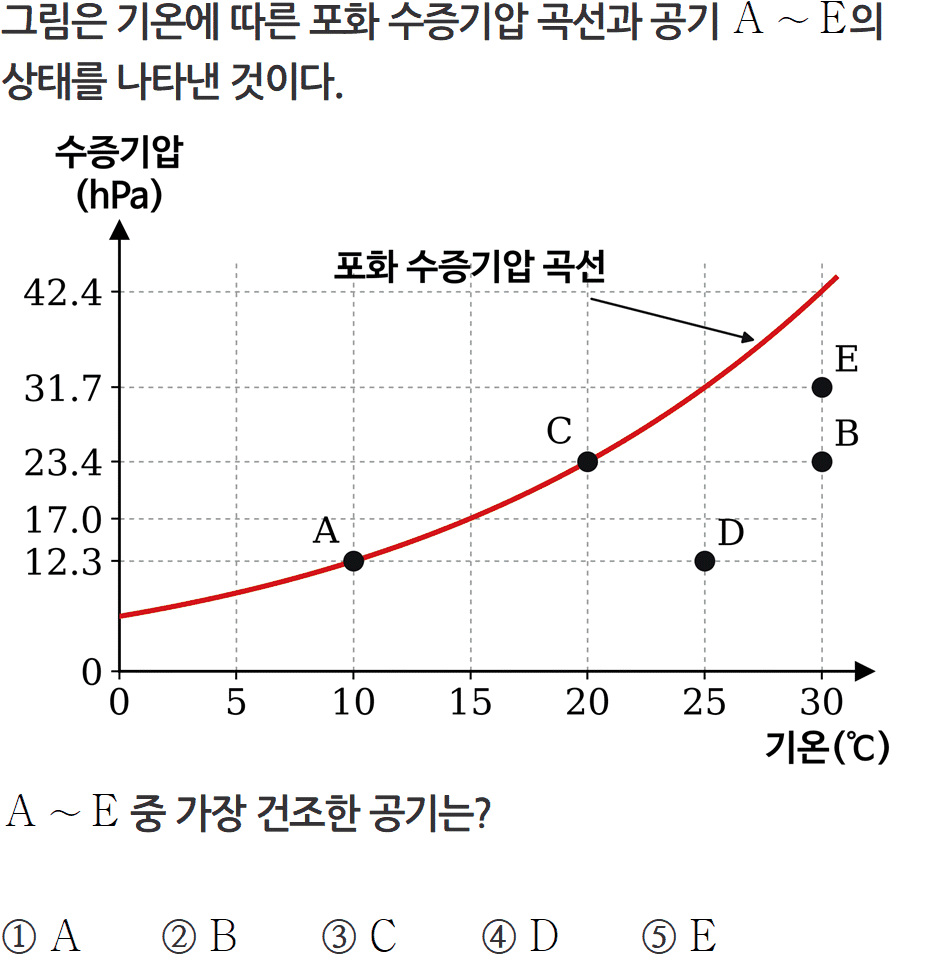 그림은 기온에 따른 포화 수증기압 곡선과 공기 A ~ E의
상태를 나타낸 것이다.
수증기압
(hPa)
포화 수증기압 곡선
42.4
31.7
23.4
17.0
12.3
0
E
B
C
A
D
0 5 10 15 20 25 30
기온(℃)
A ~ E 중 가장 건조한 공기는?
① A ② B ③ C ④ D ⑤ E